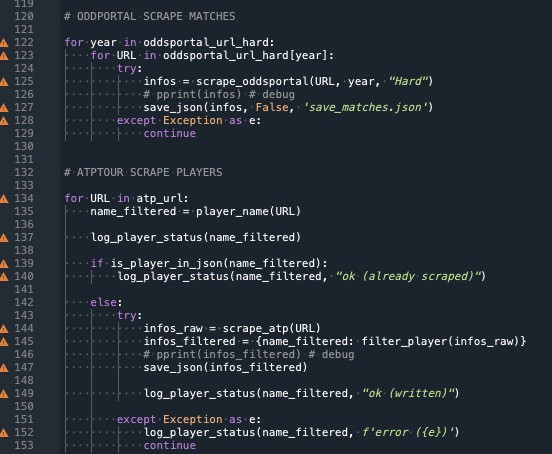 119
120 # ODDPORTAL SCRAPE MATCHES
121
122 for year in oddsportal_url_hard:
123     for URL in oddsportal_url_hard[year]:
124         try:
125             infos = scrape_oddsportal(URL, year, "Hard")
126             # pprint(infos) # debug
127             save_json(infos, False, 'save_matches.json')
128         except Exception as e:
129             continue
130
131
132 # ATPTOUR SCRAPE PLAYERS
133
134 for URL in atp_url:
135     name_filtered = player_name(URL)
136
137     log_player_status(name_filtered)
138
139     if is_player_in_json(name_filtered):
140         log_player_status(name_filtered, "ok (already scraped)")
141
142     else:
143         try:
144             infos_raw = scrape_atp(URL)
145             infos_filtered = {name_filtered: filter_player(infos_raw)}
146             # pprint(infos_filtered) # debug
147             save_json(infos_filtered)
148
149             log_player_status(name_filtered, "ok (written)")
150
151         except Exception as e:
152             log_player_status(name_filtered, f'error ({e})')
153             continue